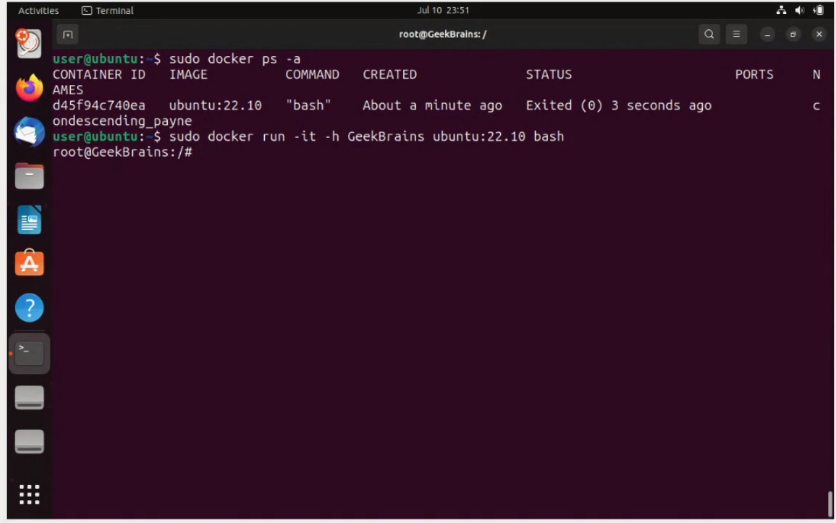 Activities Terminal Jul 10 23:51
root@GeekBrains: /
user@ubuntu:~$ sudo docker ps -a
CONTAINER ID   IMAGE          COMMAND   CREATED              STATUS                     PORTS     N
AMES
d45f94c740ea   ubuntu:22.10   "bash"    About a minute ago   Exited (0) 3 seconds ago             c
ondescending_payne
user@ubuntu:~$ sudo docker run -it -h GeekBrains ubuntu:22.10 bash
root@GeekBrains:/#